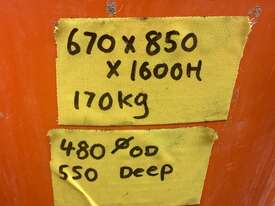 670 x 850
x 1600H
170kg
480 ⌀ OD
550 DEEP